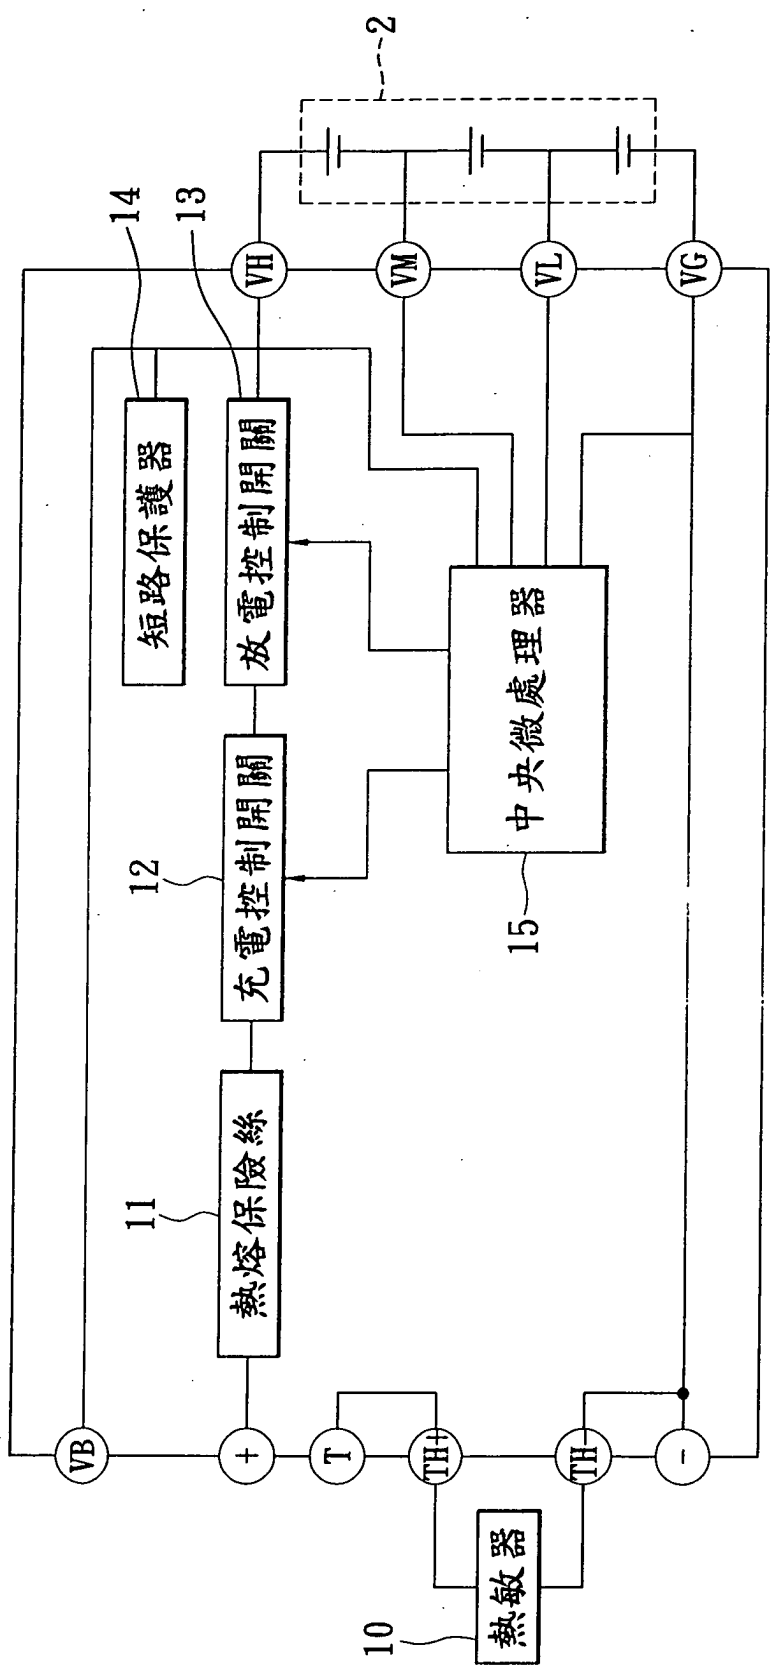 2
14
13
短路保護器
放電控制開關
12
充電控制開關
11
熱熔保險絲
中央微處理器
15
VH
VM
VL
VG
VB
+
T
TH+
TH-
-
熱敏器
10